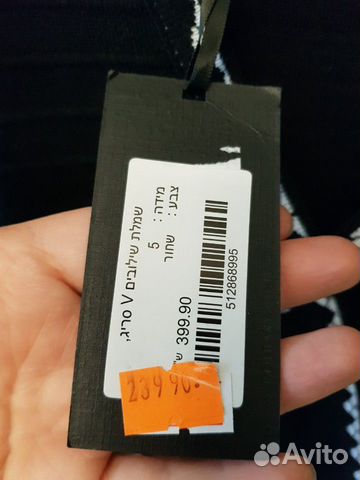 שמלת שילובים V סריג
מידה : 5
צבע : שחור
399.90 ש
512868995
239 90.
Avito